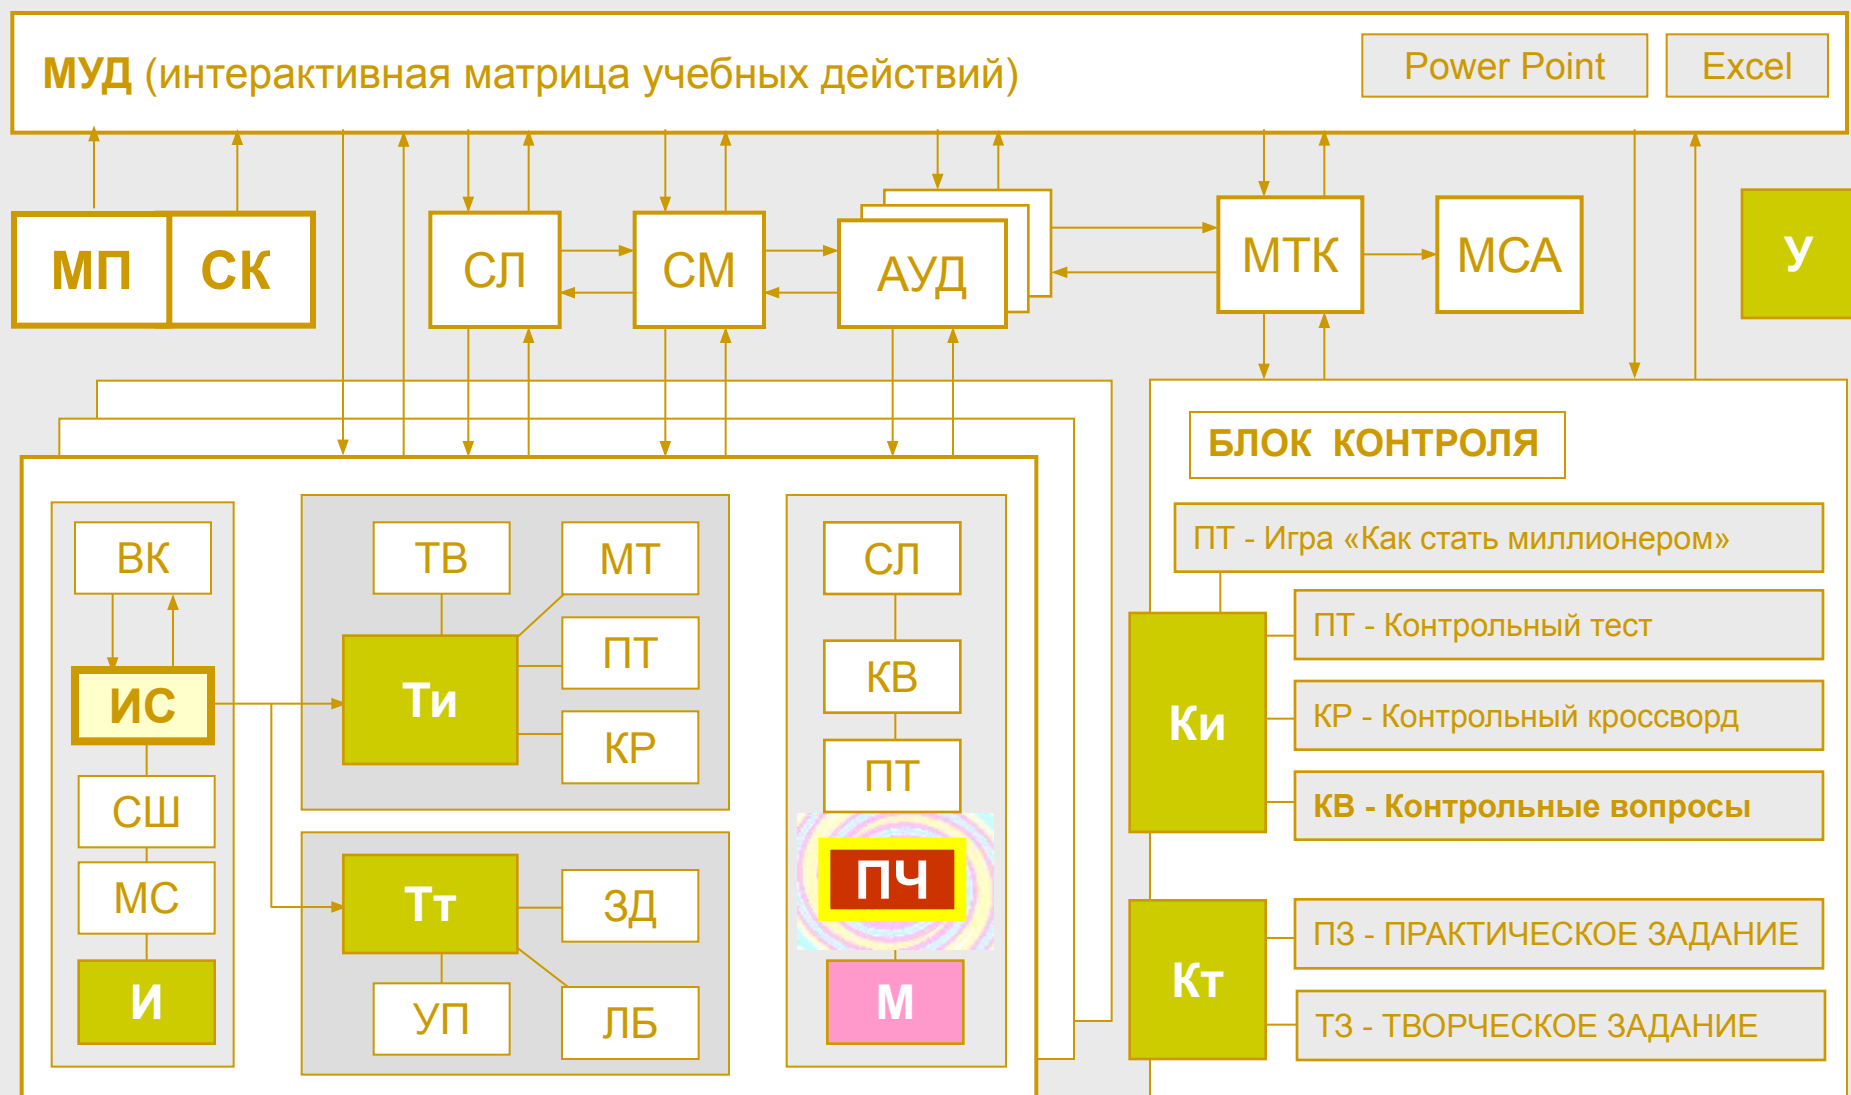 МУД (интерактивная матрица учебных действий)
Power Point
Excel
МП
СК
СЛ
СМ
АУД
МТК
МСА
У
БЛОК КОНТРОЛЯ
ВК
ИС
СШ
МС
И
ТВ
МТ
ПТ
КР
Ти
Тт
ЗД
УП
ЛБ
СЛ
КВ
ПТ
ПЧ
М
ПТ - Игра «Как стать миллионером»
Ки
ПТ - Контрольный тест
КР - Контрольный кроссворд
КВ - Контрольные вопросы
Кт
ПЗ - ПРАКТИЧЕСКОЕ ЗАДАНИЕ
ТЗ - ТВОРЧЕСКОЕ ЗАДАНИЕ